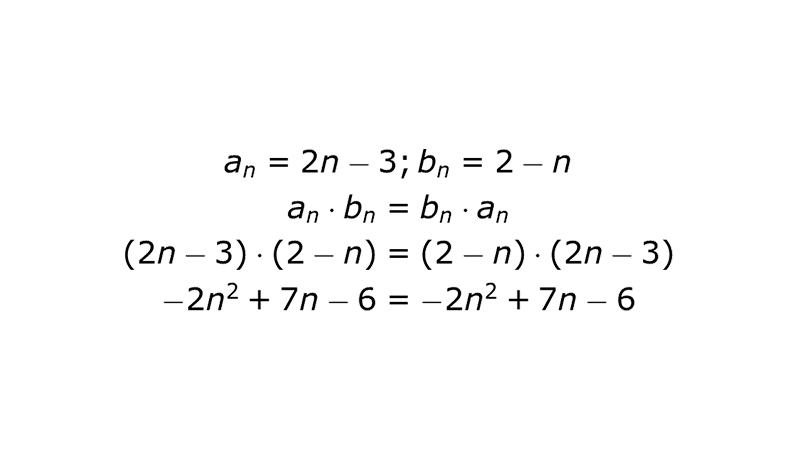 aₙ = 2n − 3; bₙ = 2 − n
aₙ · bₙ = bₙ · aₙ
(2n − 3) · (2 − n) = (2 − n) · (2n − 3)
−2n² + 7n − 6 = −2n² + 7n − 6